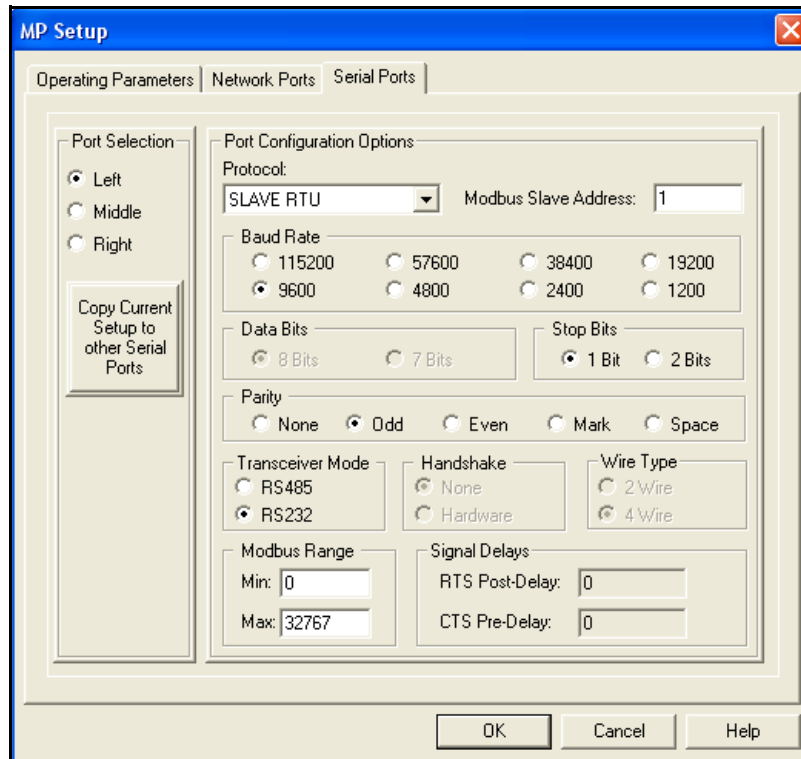 MP Setup
Operating Parameters Network Ports Serial Ports
Port Selection
Left
Middle
Right
Copy Current
Setup to
other Serial
Ports
Port Configuration Options
Protocol:
SLAVE RTU Modbus Slave Address: 1
Baud Rate
115200 57600 38400 19200
9600 4800 2400 1200
Data Bits
8 Bits 7 Bits
Stop Bits
1 Bit 2 Bits
Parity
None Odd Even Mark Space
Transceiver Mode
RS485
RS232
Handshake
None
Hardware
Wire Type
2 Wire
4 Wire
Modbus Range
Min: 0
Max: 32767
Signal Delays
RTS Post-Delay: 0
CTS Pre-Delay: 0
OK Cancel Help